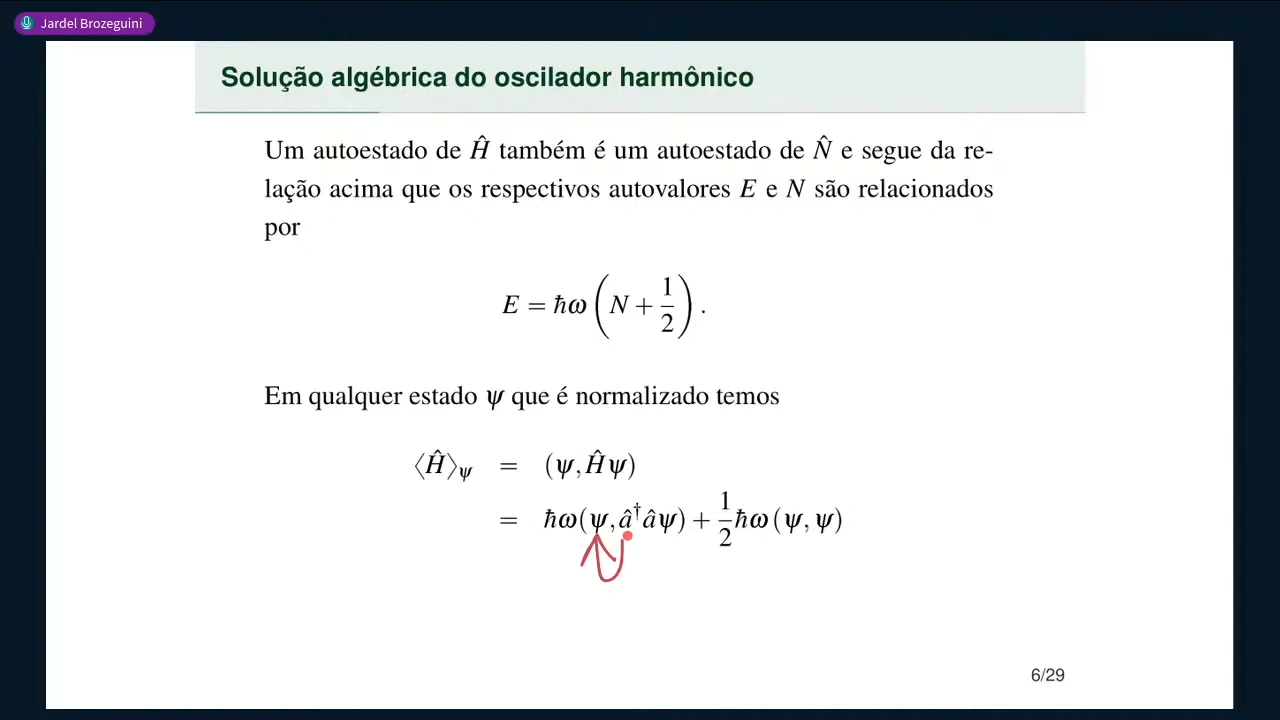 Jardel Brozeguini
Solução algébrica do oscilador harmônico
Um autoestado de Ĥ também é um autoestado de N̂ e segue da re-
lação acima que os respectivos autovalores E e N são relacionados
por
E = ħω(N + 1/2).
Em qualquer estado ψ que é normalizado temos
⟨Ĥ⟩ψ = (ψ, Ĥψ)
= ħω(ψ, â†âψ) + 1/2 ħω(ψ, ψ)
6/29